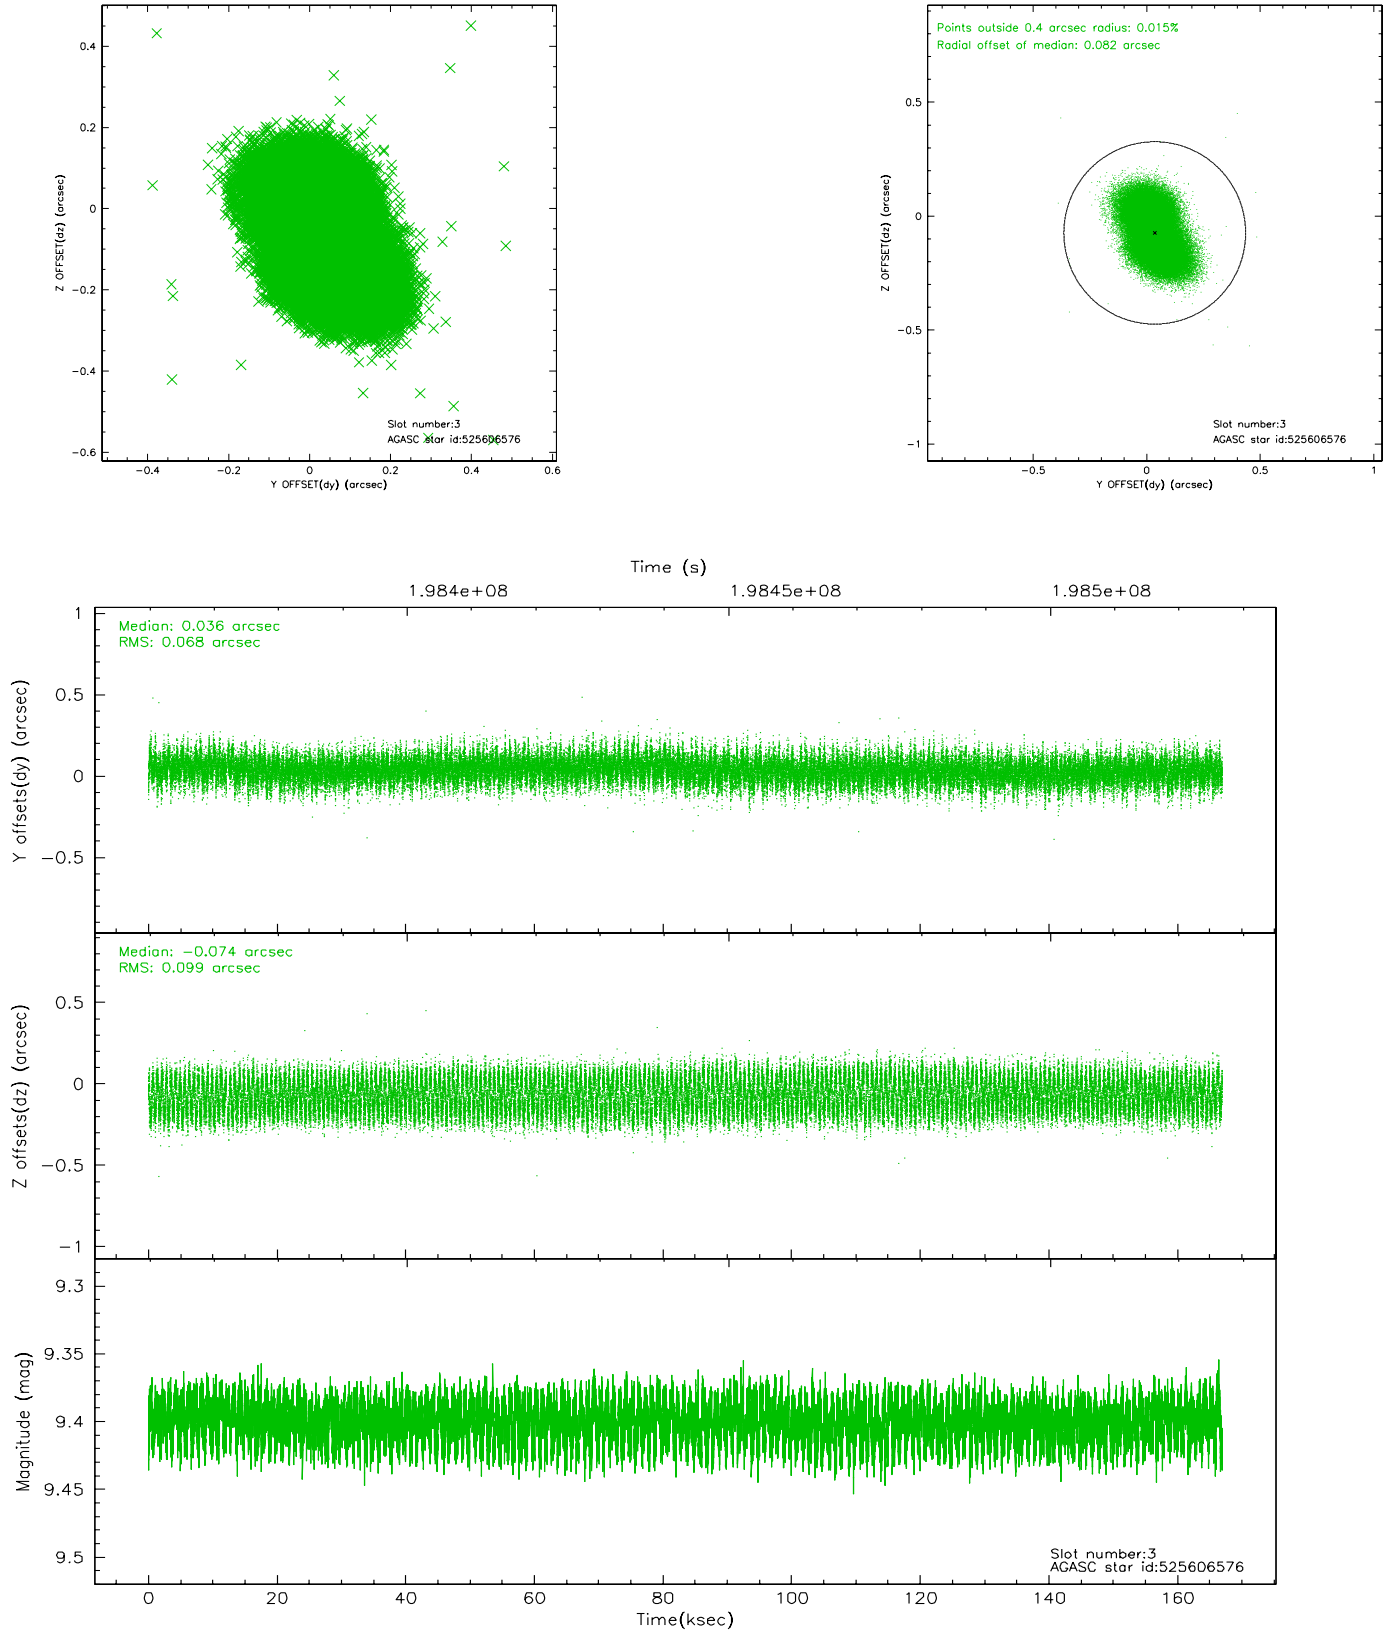 0.4
0.2
0
−0.2
−0.4
−0.6
Z OFFSET(dz) (arcsec)
−0.4
−0.2
0
0.2
0.4
0.6
Y OFFSET(dy) (arcsec)
Slot number:3
AGASC star id:525606576
Points outside 0.4 arcsec radius: 0.015%
Radial offset of median: 0.082 arcsec
0.5
0
−0.5
−1
Z OFFSET(dz) (arcsec)
−0.5
0
0.5
1
Y OFFSET(dy) (arcsec)
Slot number:3
AGASC star id:525606576
Time (s)
1.984e+08
1.9845e+08
1.985e+08
Median: 0.036 arcsec
RMS: 0.068 arcsec
1
0.5
0
−0.5
Y offsets(dy) (arcsec)
Median: −0.074 arcsec
RMS: 0.099 arcsec
0.5
0
−0.5
−1
Z offsets(dz) (arcsec)
9.3
9.35
9.4
9.45
9.5
Magnitude (mag)
Slot number:3
AGASC star id:525606576
0
20
40
60
80
100
120
140
160
Time(ksec)